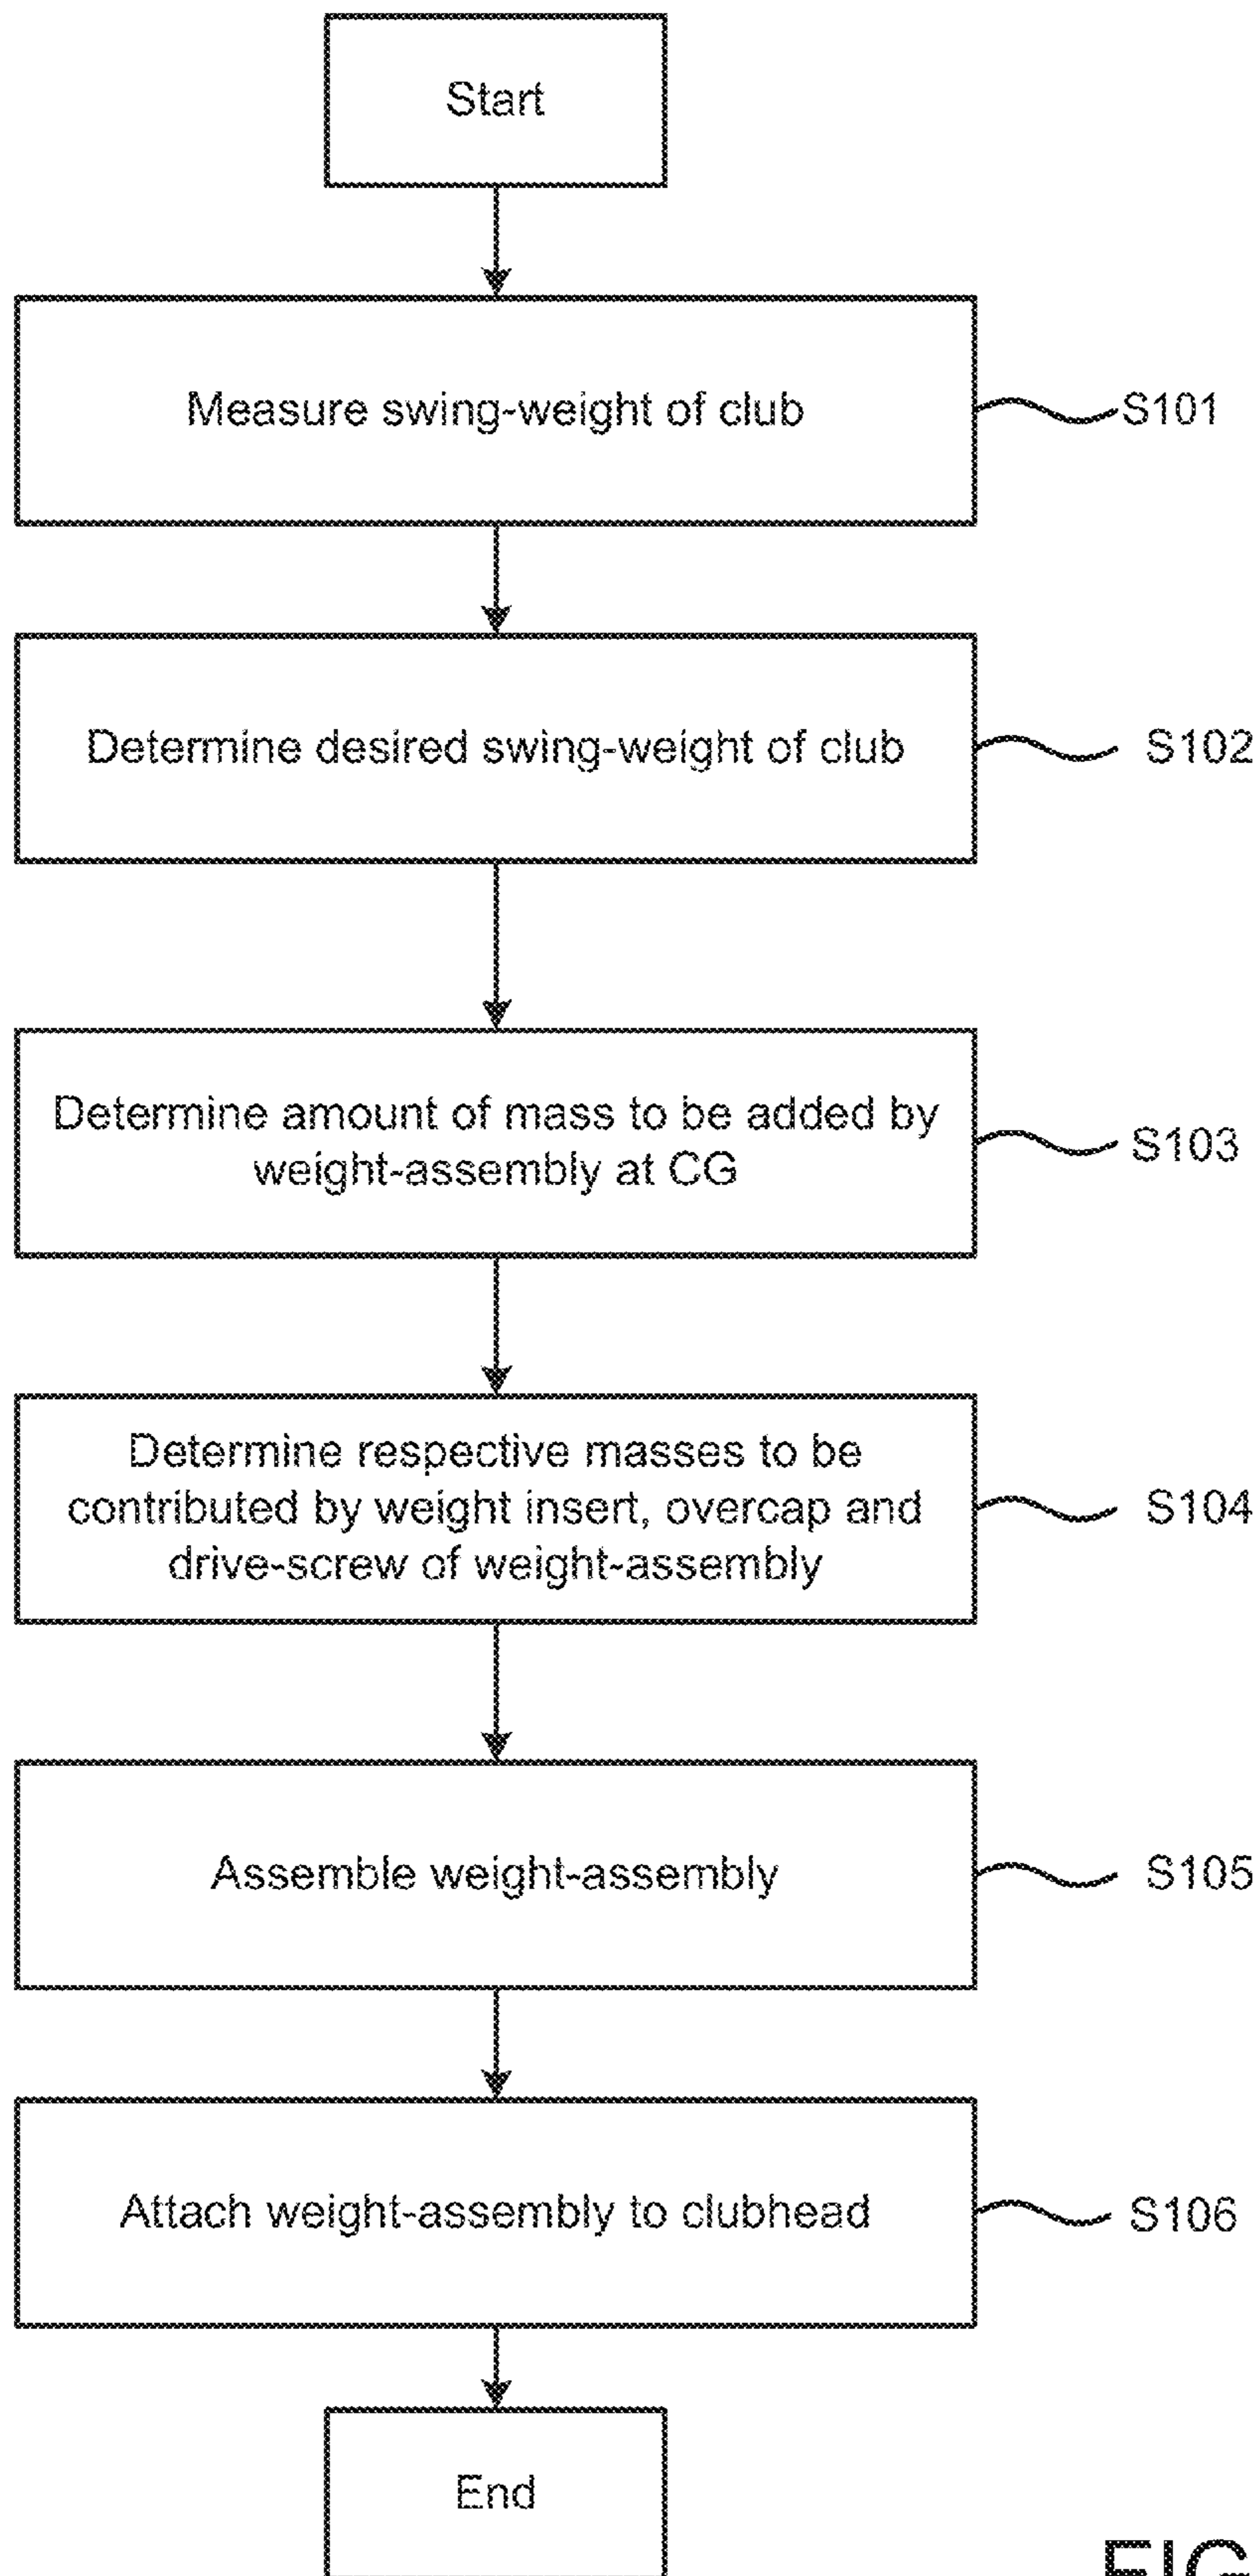 Start
Measure swing-weight of club
S101
Determine desired swing-weight of club
S102
Determine amount of mass to be added by
weight-assembly at CG
S103
Determine respective masses to be
contributed by weight insert, overcap and
drive-screw of weight-assembly
S104
Assemble weight-assembly
S105
Attach weight-assembly to clubhead
S106
End
FIG